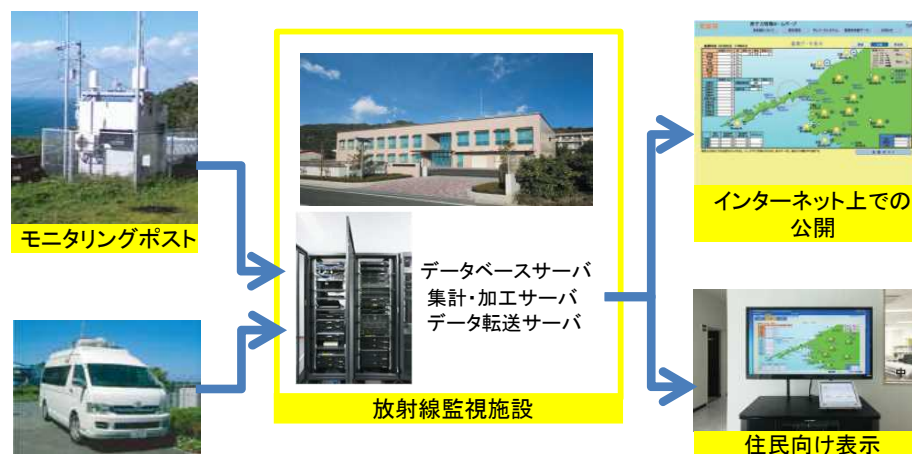 モニタリングポスト
データベースサーバ
集計・加工サーバ
データ転送サーバ
放射線監視施設
インターネット上での
公開
住民向け表示